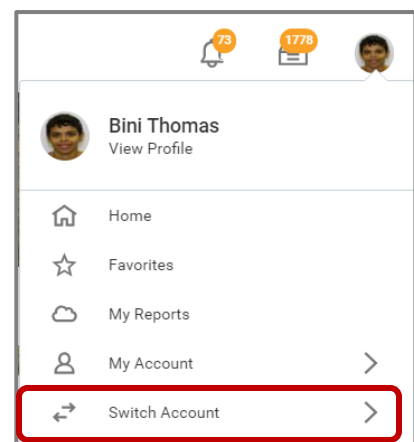 73 1778
Bini Thomas
View Profile
Home
Favorites
My Reports
My Account
Switch Account